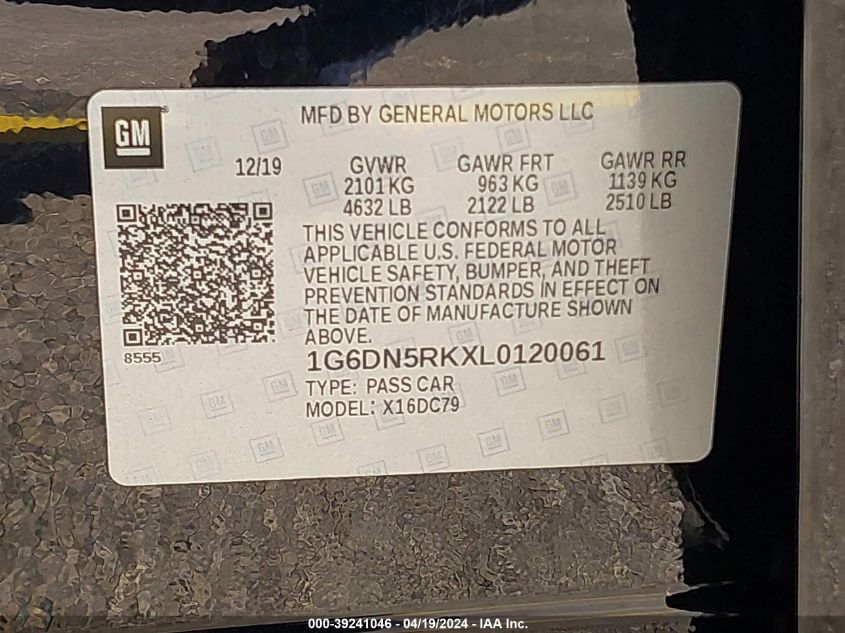 GM
MFD BY GENERAL MOTORS LLC
12/19
GVWR GAWR FRT GAWR RR
2101 KG 963 KG 1139 KG
4632 LB 2122 LB 2510 LB
THIS VEHICLE CONFORMS TO ALL
APPLICABLE U.S. FEDERAL MOTOR
VEHICLE SAFETY, BUMPER, AND THEFT
PREVENTION STANDARDS IN EFFECT ON
THE DATE OF MANUFACTURE SHOWN
ABOVE.
8555
1G6DN5RKXL0120061
TYPE: PASS CAR
MODEL: X16DC79
000-39241046 - 04/19/2024 - IAA Inc.